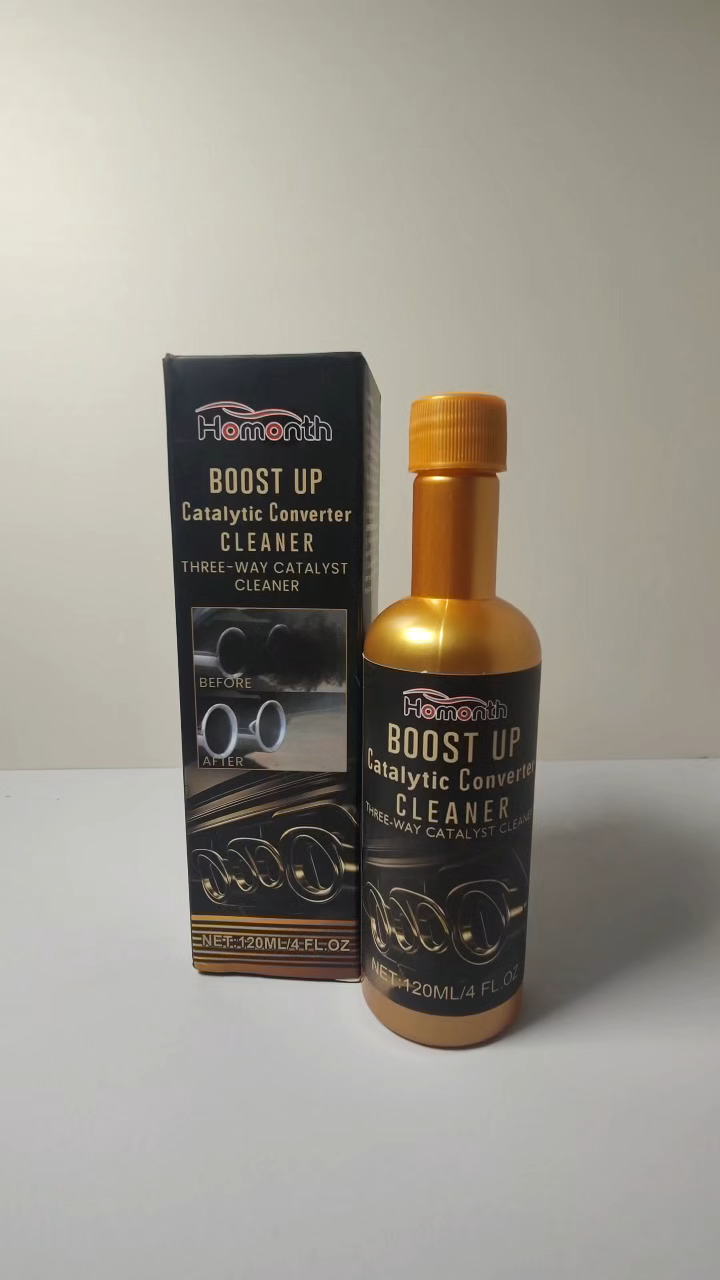 Homonth
BOOST UP
Catalytic Converter
CLEANER
THREE-WAY CATALYST
CLEANER
BEFORE
AFTER
NET:120ML/4 FL.OZ
Homonth
BOOST UP
Catalytic Converter
CLEANER
THREE-WAY CATALYST CLEANE
NET:120ML/4 FL.OZ